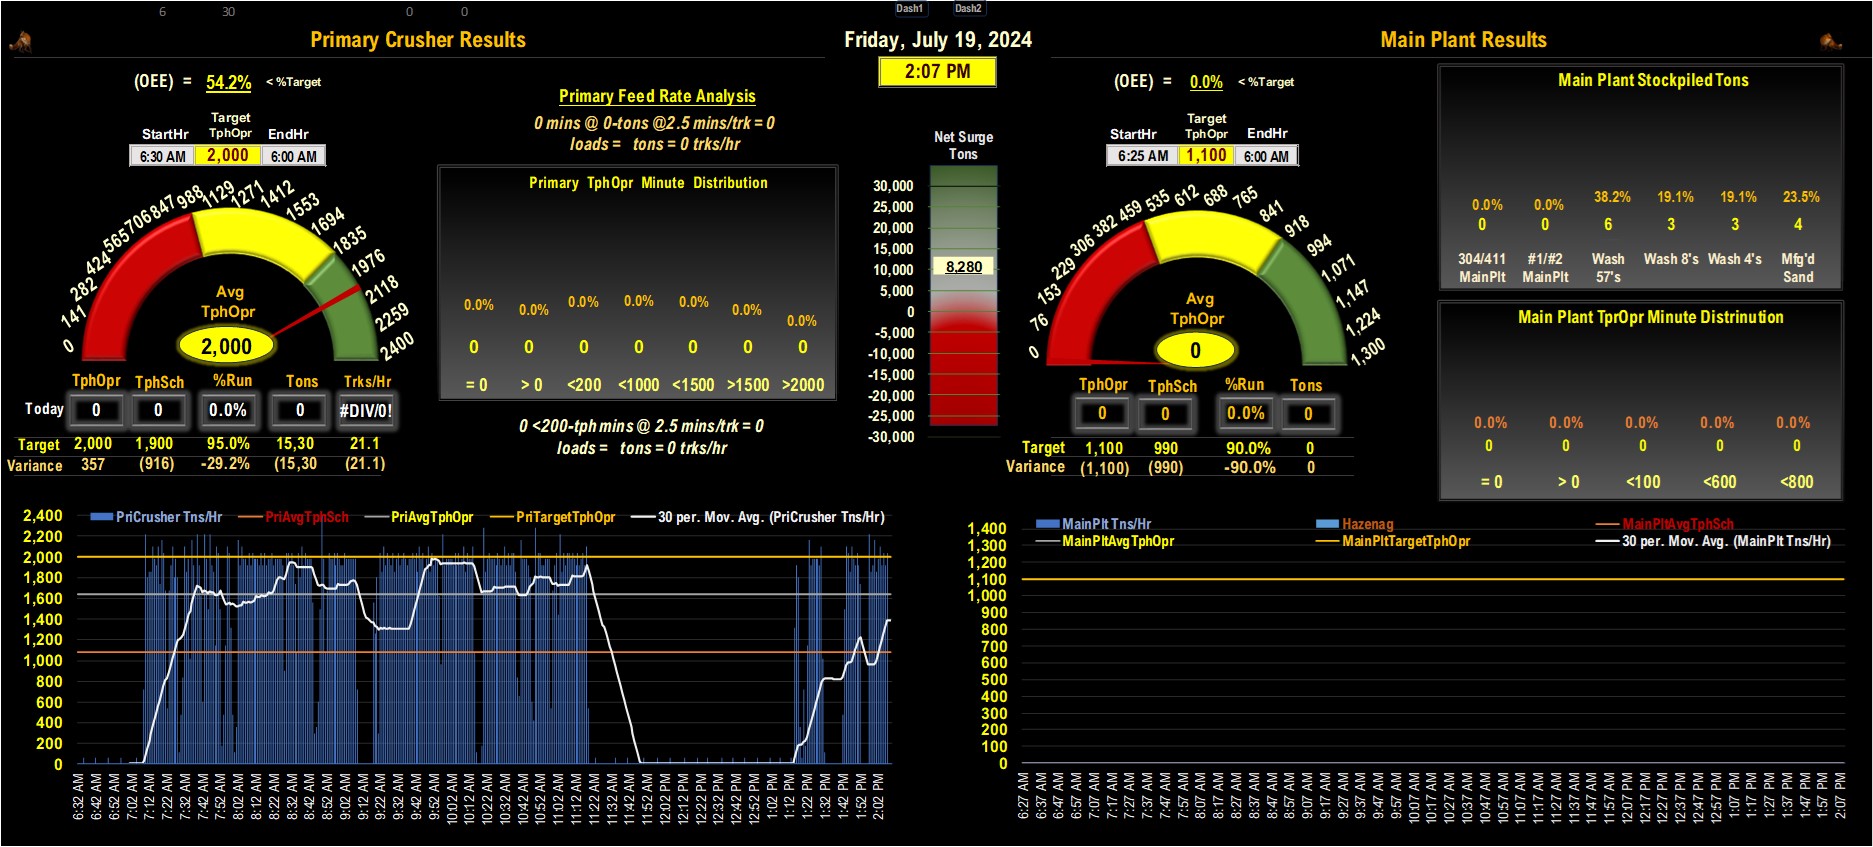 6 30 0 0 Dash1 Dash2
Primary Crusher Results
Friday, July 19, 2024
Main Plant Results
2:07 PM
(OEE) = 54.2% < %Target
Target
StartHr TphOpr EndHr
6:30 AM 2,000 6:00 AM
0 141 282 424 565 706 847 988 1129 1271 1412 1553 1694 1835 1976 2118 2259 2400
Avg
TphOpr
2,000
TphOpr TphSch %Run Tons Trks/Hr
Today 0 0 0.0% 0 #DIV/0!
Target 2,000 1,900 95.0% 15,30 21.1
Variance 357 (916) -29.2% (15,30 (21.1)
Primary Feed Rate Analysis
0 mins @ 0-tons @2.5 mins/trk = 0
loads = tons = 0 trks/hr
Primary TphOpr Minute Distribution
0.0% 0.0% 0.0% 0.0% 0.0% 0.0% 0.0%
0 0 0 0 0 0 0
= 0 > 0 <200 <1000 <1500 >1500 >2000
0 <200-tph mins @ 2.5 mins/trk = 0
loads = tons = 0 trks/hr
Net Surge
Tons
30,000
25,000
20,000
15,000
10,000
8,280
5,000
0
-5,000
-10,000
-15,000
-20,000
-25,000
-30,000
(OEE) = 0.0% < %Target
Target
StartHr TphOpr EndHr
6:25 AM 1,100 6:00 AM
0 76 153 229 306 382 459 535 612 688 765 841 918 994 1,071 1,147 1,224 1,300
Avg
TphOpr
0
TphOpr TphSch %Run Tons
0 0 0.0% 0
Target 1,100 990 90.0% 0
Variance (1,100) (990) -90.0% 0
Main Plant Stockpiled Tons
0.0% 0.0% 38.2% 19.1% 19.1% 23.5%
0 0 6 3 3 4
304/411 #1/#2 Wash Wash 8's Wash 4's Mfg'd
MainPlt MainPlt 57's Sand
Main Plant TprOpr Minute Distrinution
0.0% 0.0% 0.0% 0.0% 0.0%
0 0 0 0 0
= 0 > 0 <100 <600 <800
PriCrusher Tns/Hr PriAvgTphSch PriAvgTphOpr PriTargetTphOpr 30 per. Mov. Avg. (PriCrusher Tns/Hr)
2,400
2,200
2,000
1,800
1,600
1,400
1,200
1,000
800
600
400
200
0
6:32 AM 6:42 AM 6:52 AM 7:02 AM 7:12 AM 7:22 AM 7:32 AM 7:42 AM 7:52 AM 8:02 AM 8:12 AM 8:22 AM 8:32 AM 8:42 AM 8:52 AM 9:02 AM 9:12 AM 9:22 AM 9:32 AM 9:42 AM 9:52 AM 10:02 AM 10:12 AM 10:22 AM 10:32 AM 10:42 AM 10:52 AM 11:02 AM 11:12 AM 11:22 AM 11:32 AM 11:42 AM 11:52 AM 12:02 PM 12:12 PM 12:22 PM 12:32 PM 12:42 PM 12:52 PM 1:02 PM 1:12 PM 1:22 PM 1:32 PM 1:42 PM 1:52 PM 2:02 PM
MainPlt Tns/Hr Hazenag MainPltAvgTphSch
MainPltAvgTphOpr MainPltTargetTphOpr 30 per. Mov. Avg. (MainPlt Tns/Hr)
1,400
1,300
1,200
1,100
1,000
900
800
700
600
500
400
300
200
100
0
6:27 AM 6:37 AM 6:47 AM 6:57 AM 7:07 AM 7:17 AM 7:27 AM 7:37 AM 7:47 AM 7:57 AM 8:07 AM 8:17 AM 8:27 AM 8:37 AM 8:47 AM 8:57 AM 9:07 AM 9:17 AM 9:27 AM 9:37 AM 9:47 AM 9:57 AM 10:07 AM 10:17 AM 10:27 AM 10:37 AM 10:47 AM 10:57 AM 11:07 AM 11:17 AM 11:27 AM 11:37 AM 11:47 AM 11:57 AM 12:07 PM 12:17 PM 12:27 PM 12:37 PM 12:47 PM 12:57 PM 1:07 PM 1:17 PM 1:27 PM 1:37 PM 1:47 PM 1:57 PM 2:07 PM